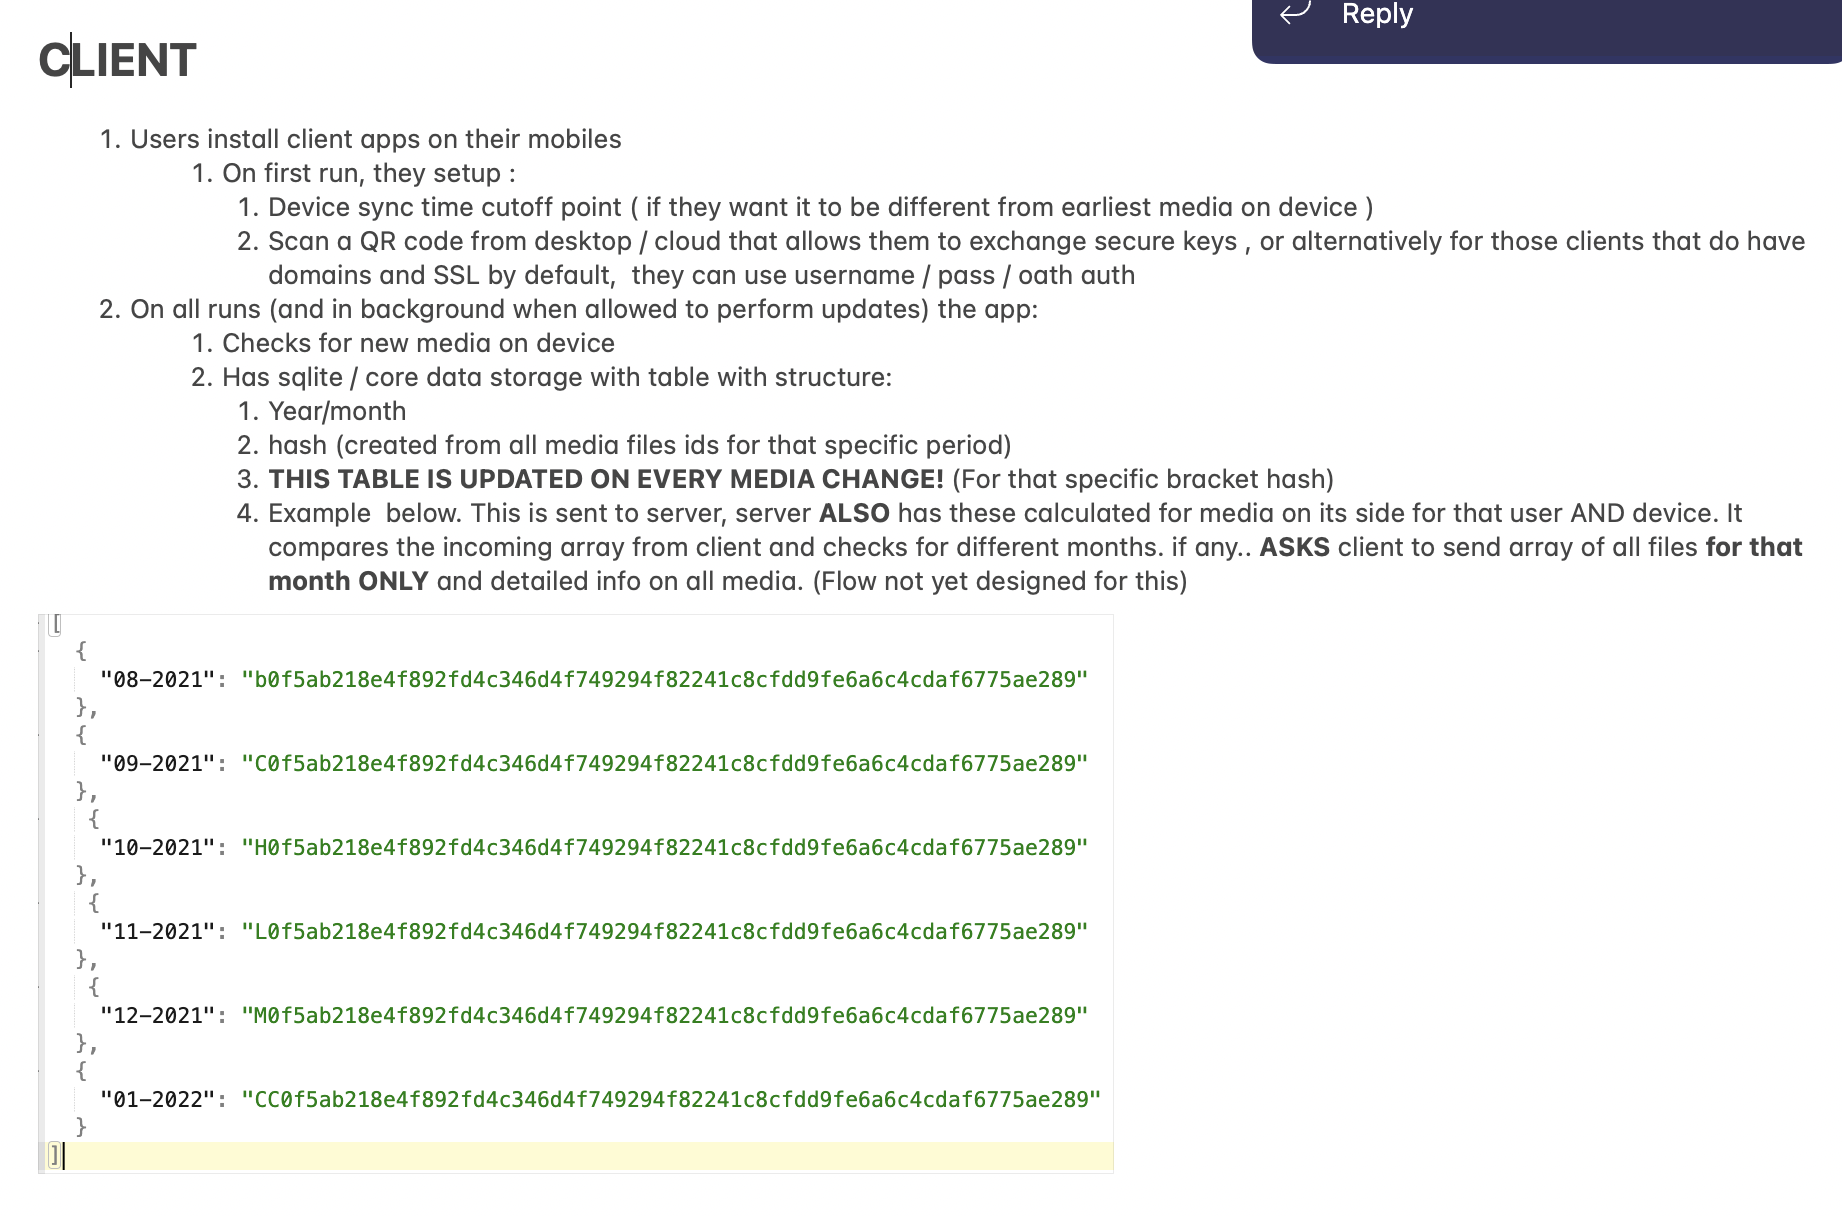 Reply
CLIENT
1. Users install client apps on their mobiles
1. On first run, they setup :
1. Device sync time cutoff point ( if they want it to be different from earliest media on device )
2. Scan a QR code from desktop / cloud that allows them to exchange secure keys , or alternatively for those clients that do have
domains and SSL by default,  they can use username / pass / oath auth
2. On all runs (and in background when allowed to perform updates) the app:
1. Checks for new media on device
2. Has sqlite / core data storage with table with structure:
1. Year/month
2. hash (created from all media files ids for that specific period)
3. THIS TABLE IS UPDATED ON EVERY MEDIA CHANGE! (For that specific bracket hash)
4. Example  below. This is sent to server, server ALSO has these calculated for media on its side for that user AND device. It
compares the incoming array from client and checks for different months. if any.. ASKS client to send array of all files for that
month ONLY and detailed info on all media. (Flow not yet designed for this)
[
{
"08-2021": "b0f5ab218e4f892fd4c346d4f749294f82241c8cfdd9fe6a6c4cdaf6775ae289"
},
{
"09-2021": "C0f5ab218e4f892fd4c346d4f749294f82241c8cfdd9fe6a6c4cdaf6775ae289"
},
{
"10-2021": "H0f5ab218e4f892fd4c346d4f749294f82241c8cfdd9fe6a6c4cdaf6775ae289"
},
{
"11-2021": "L0f5ab218e4f892fd4c346d4f749294f82241c8cfdd9fe6a6c4cdaf6775ae289"
},
{
"12-2021": "M0f5ab218e4f892fd4c346d4f749294f82241c8cfdd9fe6a6c4cdaf6775ae289"
},
{
"01-2022": "CC0f5ab218e4f892fd4c346d4f749294f82241c8cfdd9fe6a6c4cdaf6775ae289"
}
]